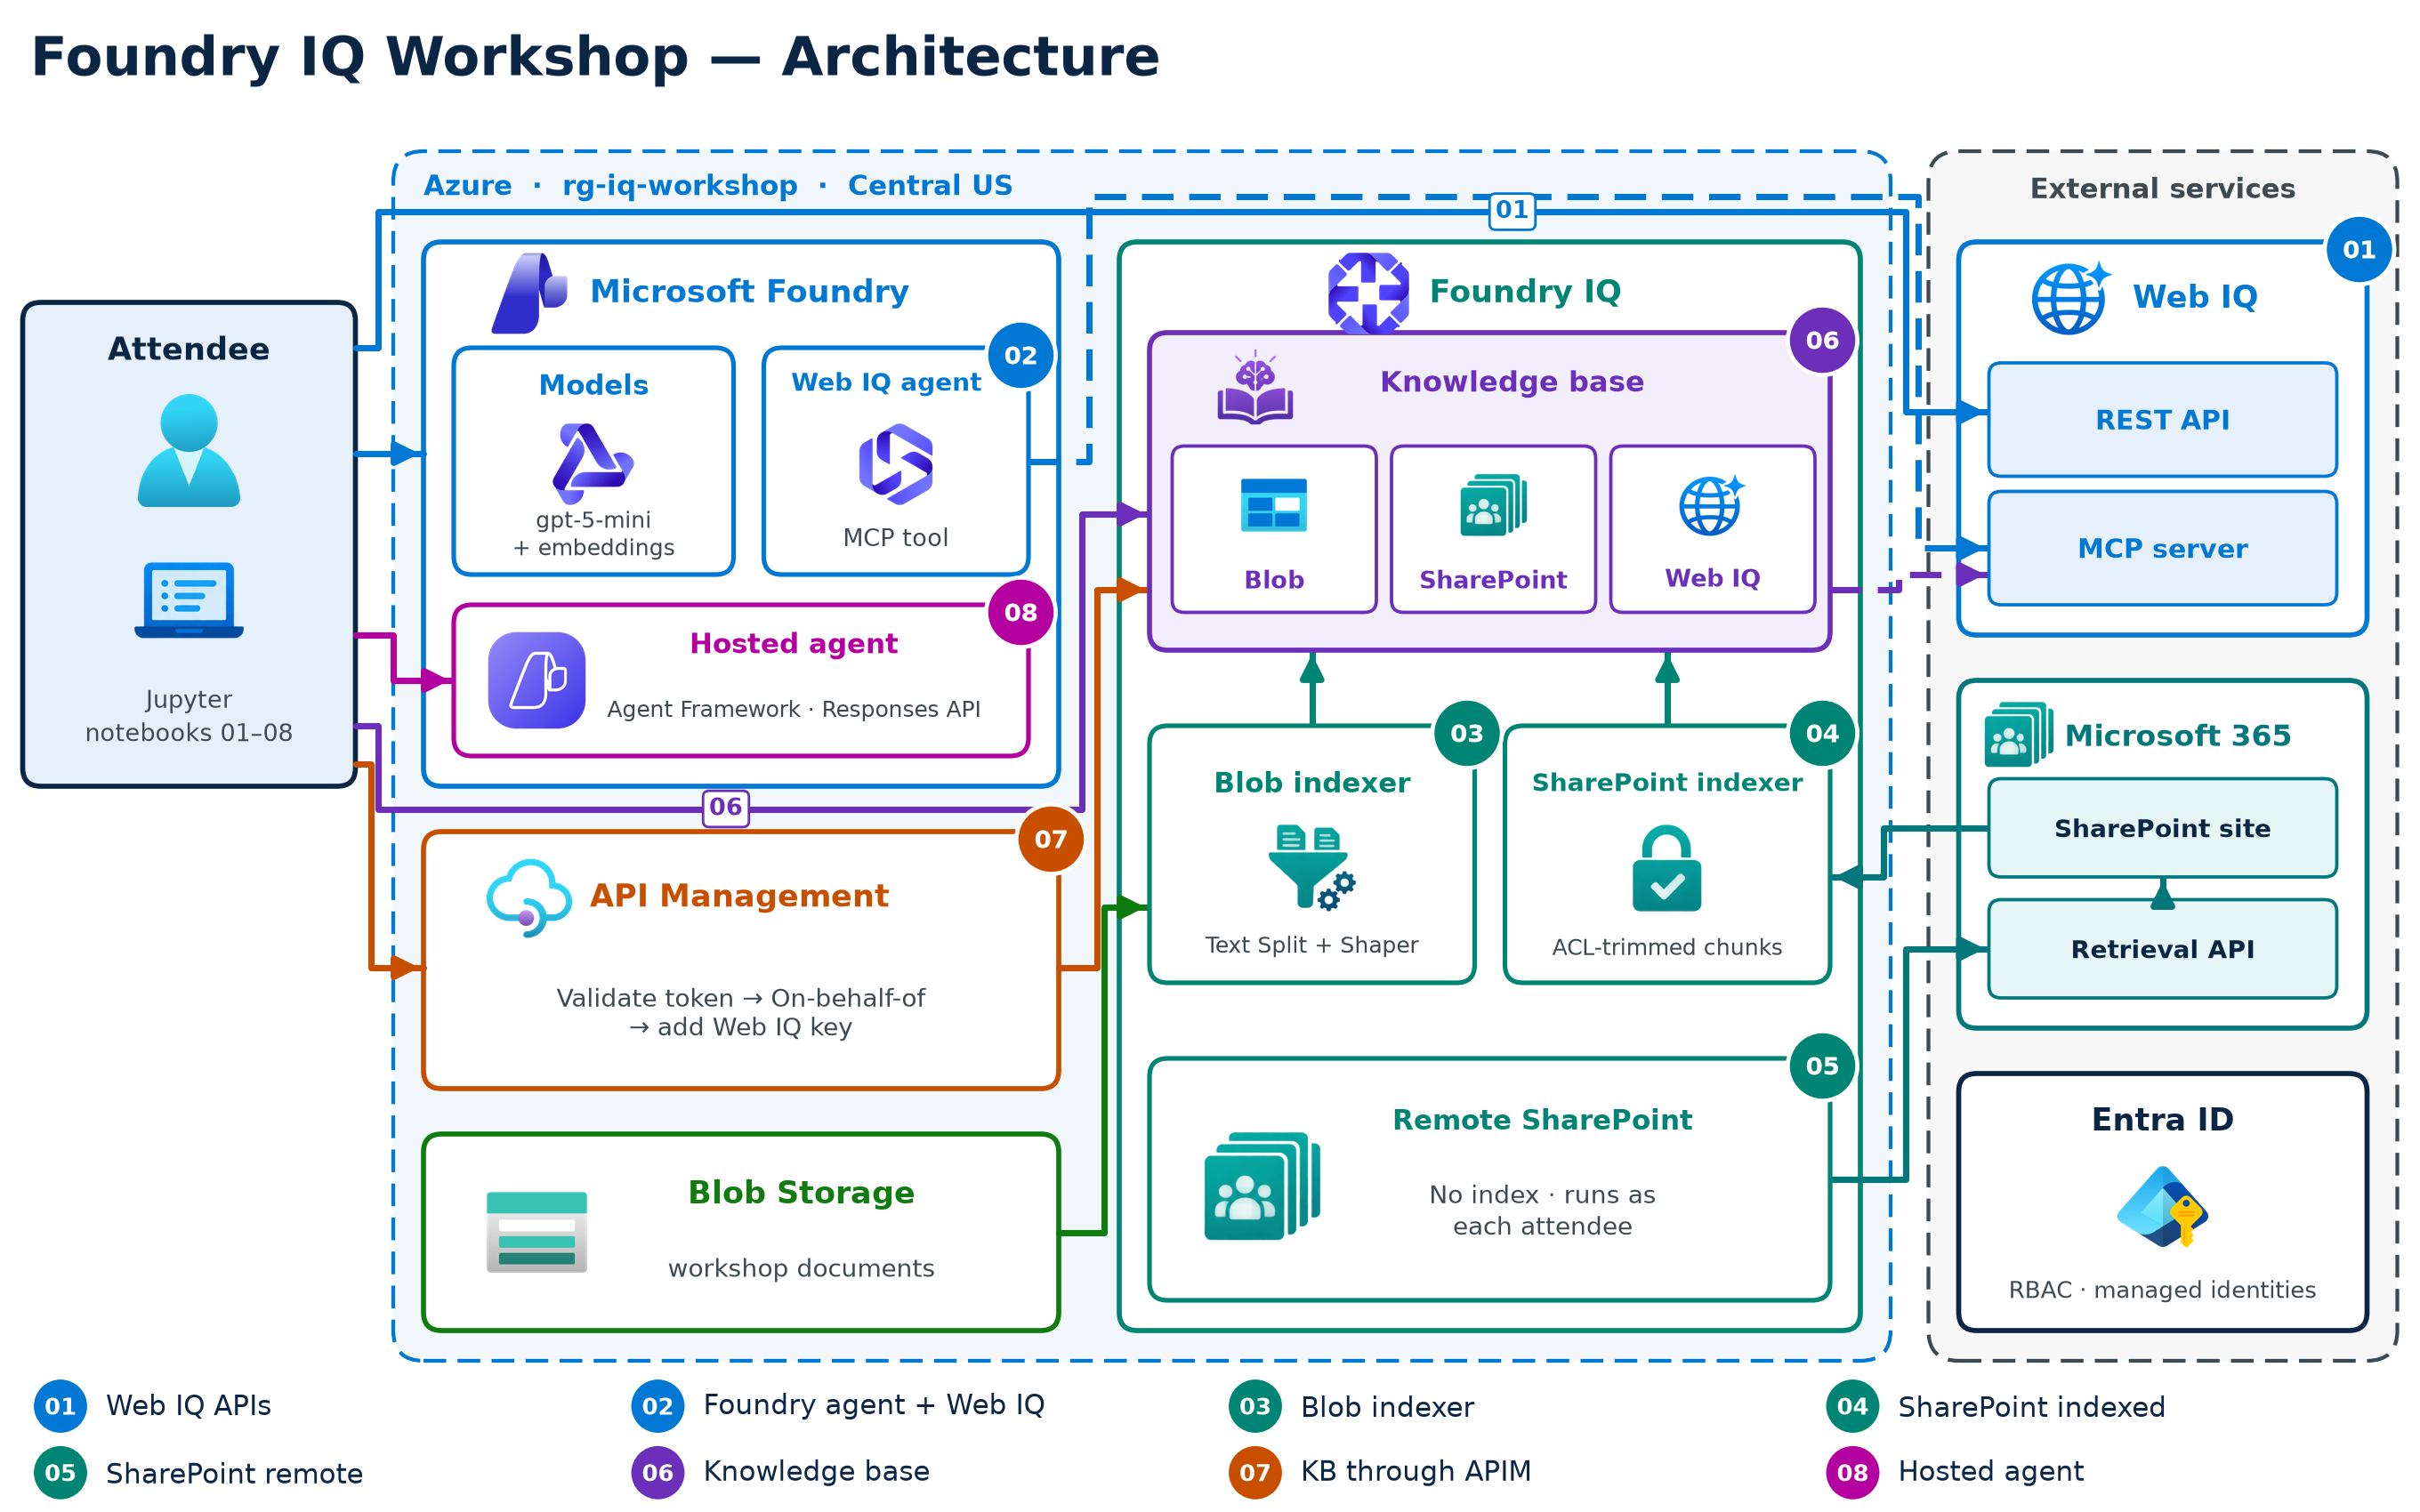 Foundry IQ Workshop — Architecture
Azure · rg-iq-workshop · Central US
External services
01
Attendee
Jupyter
notebooks 01–08
Microsoft Foundry
Models
gpt-5-mini
+ embeddings
02
Web IQ agent
MCP tool
08
Hosted agent
Agent Framework · Responses API
06
07
API Management
Validate token → On-behalf-of
→ add Web IQ key
Blob Storage
workshop documents
Foundry IQ
06
Knowledge base
Blob
SharePoint
Web IQ
03
Blob indexer
Text Split + Shaper
04
SharePoint indexer
ACL-trimmed chunks
05
Remote SharePoint
No index · runs as
each attendee
01
Web IQ
REST API
MCP server
Microsoft 365
SharePoint site
Retrieval API
Entra ID
RBAC · managed identities
01 Web IQ APIs
02 Foundry agent + Web IQ
03 Blob indexer
04 SharePoint indexed
05 SharePoint remote
06 Knowledge base
07 KB through APIM
08 Hosted agent